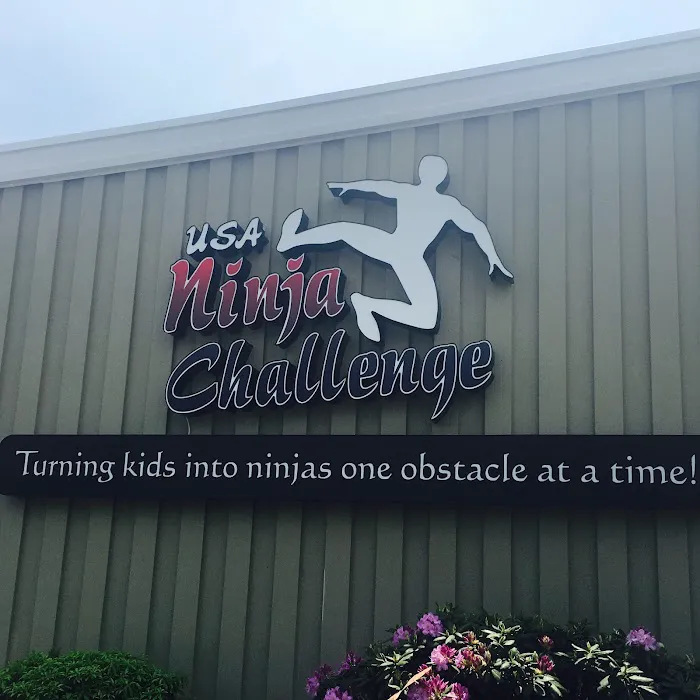 USA
Ninja
Challenge
Turning kids into ninjas one obstacle at a time!